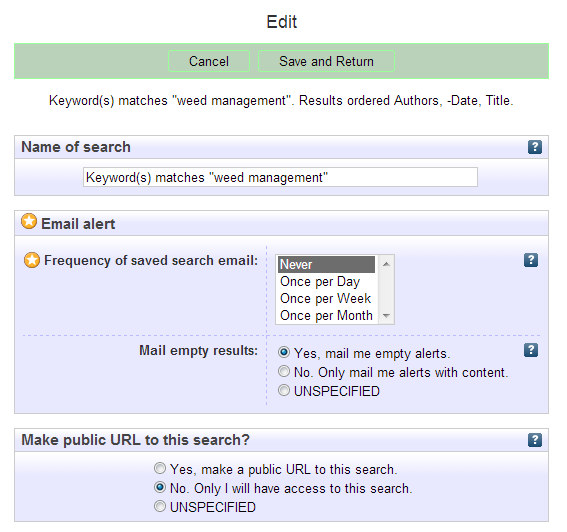 Edit
Cancel Save and Return
Keyword(s) matches "weed management". Results ordered Authors, -Date, Title.
Name of search ?
Keyword(s) matches "weed management"
Email alert
Frequency of saved search email: Never ?
Once per Day
Once per Week
Once per Month
Mail empty results: Yes, mail me empty alerts. ?
No. Only mail me alerts with content.
UNSPECIFIED
Make public URL to this search? ?
Yes, make a public URL to this search.
No. Only I will have access to this search.
UNSPECIFIED